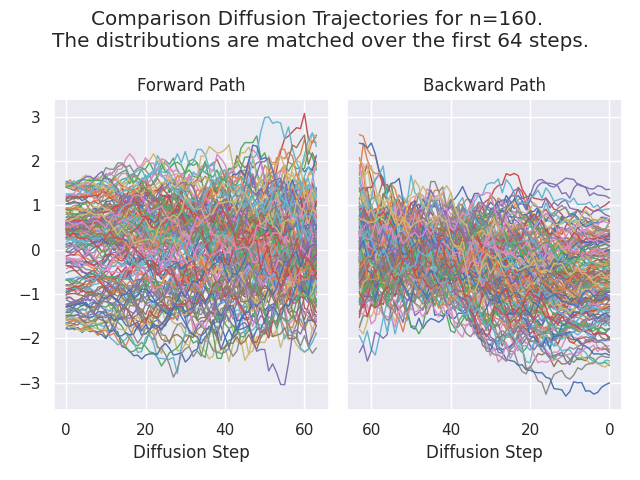 Comparison Diffusion Trajectories for n=160.
The distributions are matched over the first 64 steps.
Forward Path
Backward Path
3
2
1
0
−1
−2
−3
0 20 40 60
60 40 20 0
Diffusion Step
Diffusion Step